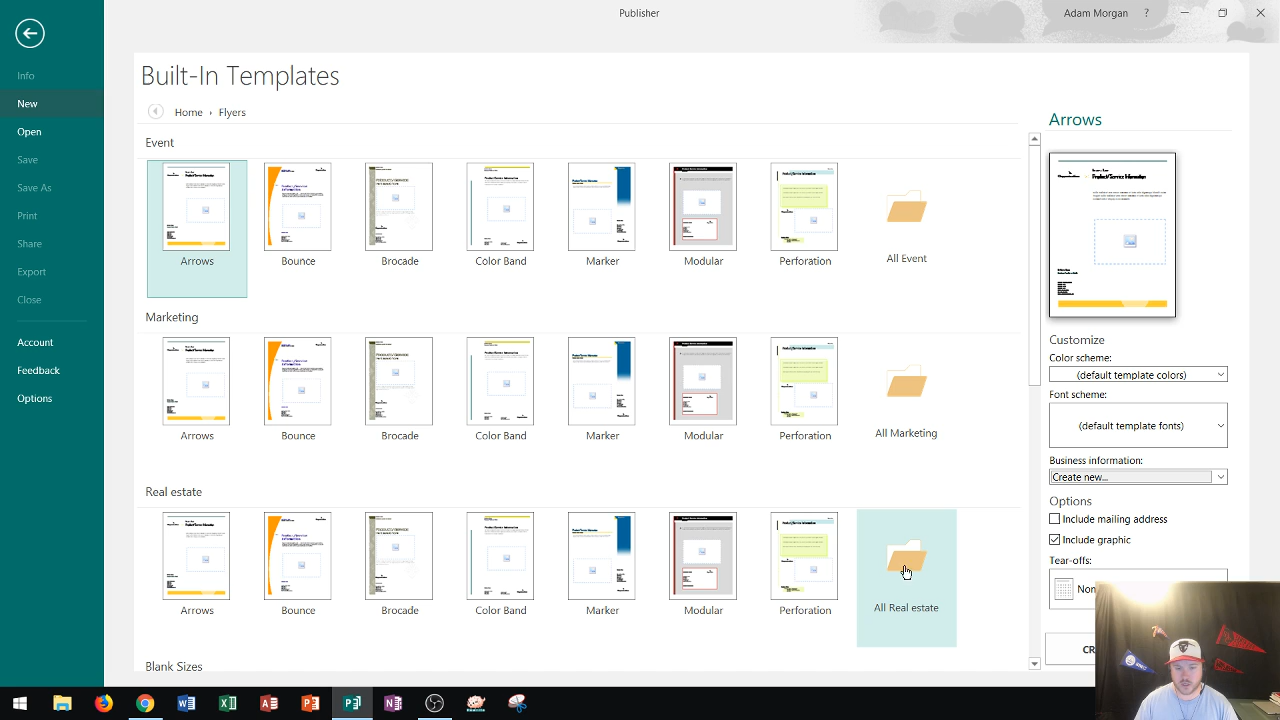 Publisher
Adam Morgan
?
Info
New
Open
Save
Save As
Print
Share
Export
Close
Account
Feedback
Options
Built-In Templates
Home › Flyers
Event
Arrows
Bounce
Brocade
Color Band
Marker
Modular
Perforation
All Event
Marketing
Arrows
Bounce
Brocade
Color Band
Marker
Modular
Perforation
All Marketing
Real estate
Arrows
Bounce
Brocade
Color Band
Marker
Modular
Perforation
All Real estate
Blank Sizes
Arrows
Product/Service Information
Customize
Color scheme:
(default template colors)
Font scheme:
(default template fonts)
Business information:
Create new...
Options
Include mailing address
Include graphic
Tear-offs: